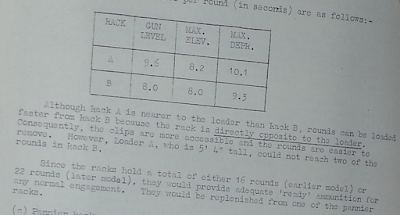 per round (in seconds) are as follows:-
RACK GUN LEVEL MAX. ELEV. MAX. DEPR.
A 9.6 8.2 10.1
B 8.0 8.0 9.5
Although Rack A is nearer to the loader than Rack B, rounds can be loaded
faster from Rack B because the rack is directly opposite to the loader.
Consequently, the clips are more accessible and the rounds are easier to
remove. However, Loader A, who is 5' 4" tall, could not reach two of the
rounds in Rack B.
Since the racks hold a total of either 16 rounds (earlier model) or
22 rounds (later model), they would provide adequate 'ready' ammunition for
any normal engagement. They would be replenished from one of the pannier
racks.
Pannier